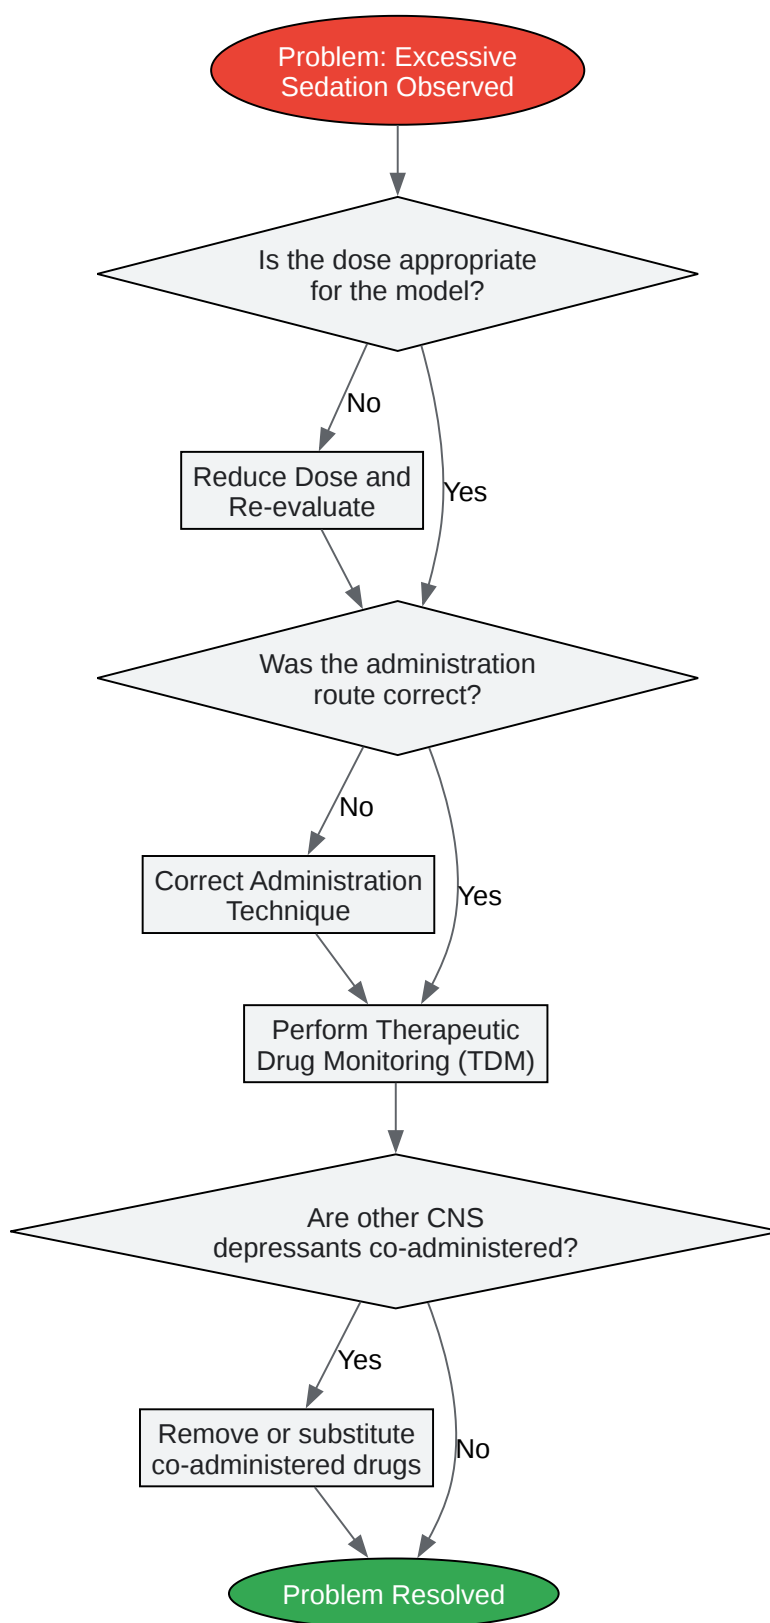 Problem: Excessive
Sedation Observed
Is the dose appropriate
for the model?
No
Reduce Dose and
Re-evaluate
Yes
Was the administration
route correct?
No
Correct Administration
Technique
Yes
Perform Therapeutic
Drug Monitoring (TDM)
Are other CNS
depressants co-administered?
Yes
Remove or substitute
co-administered drugs
No
Problem Resolved